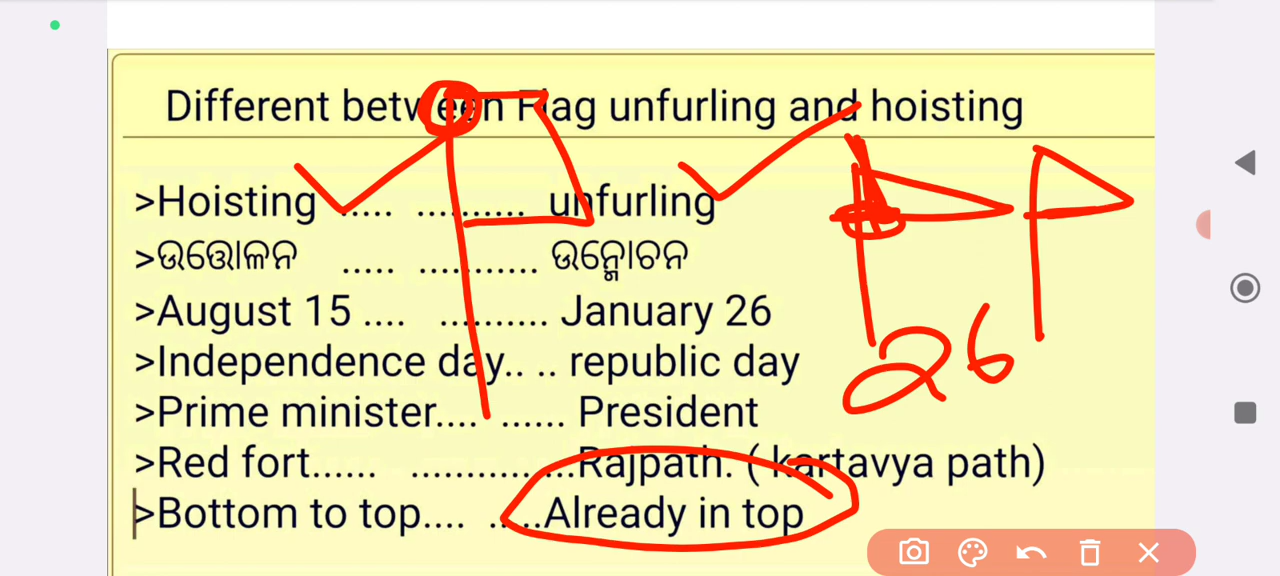 Different between Flag unfurling and hoisting
>Hoisting ..... .......... unfurling
>ଉତ୍ତୋଳନ ..... ........... ଉନ୍ମୋଚନ
>August 15 .... .......... January 26
>Independence day.. .. republic day
>Prime minister.... ...... President
>Red fort...... ..............Rajpath. ( kartavya path)
>Bottom to top.... .....Already in top
26